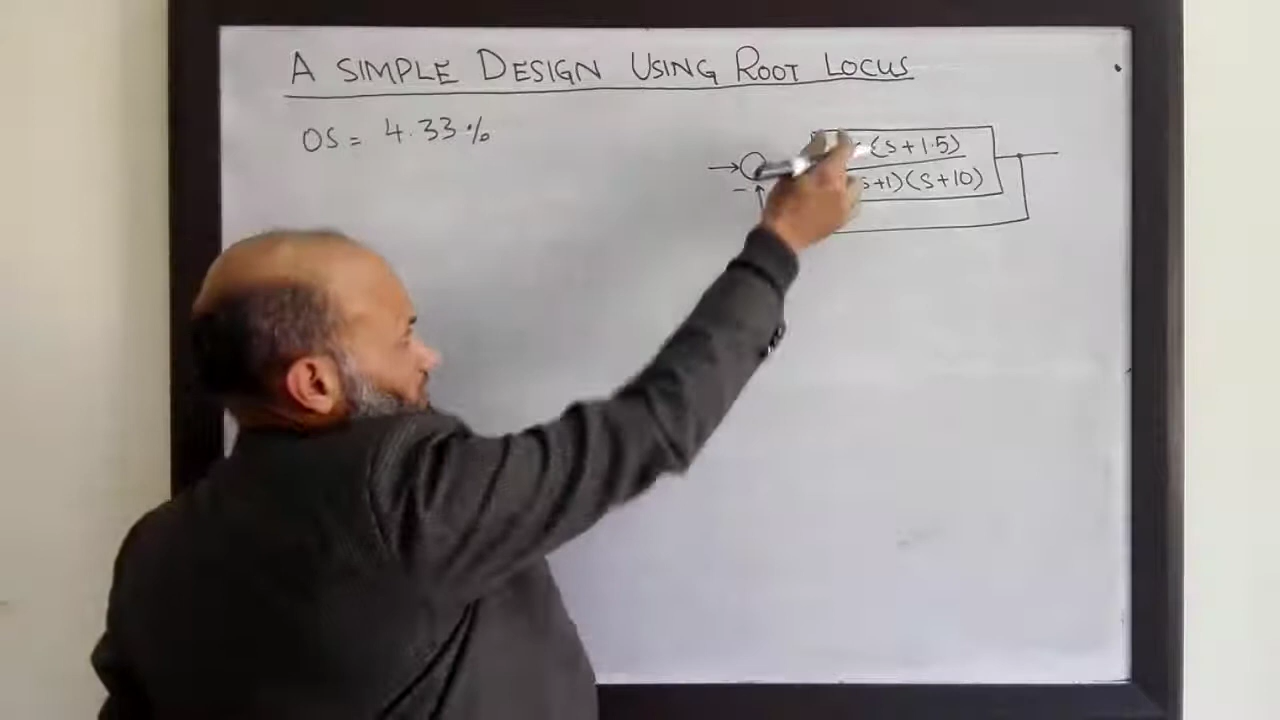 A SIMPLE DESIGN USING ROOT LOCUS
OS = 4.33%
(s+1.5)
s+1)(s+10)
-